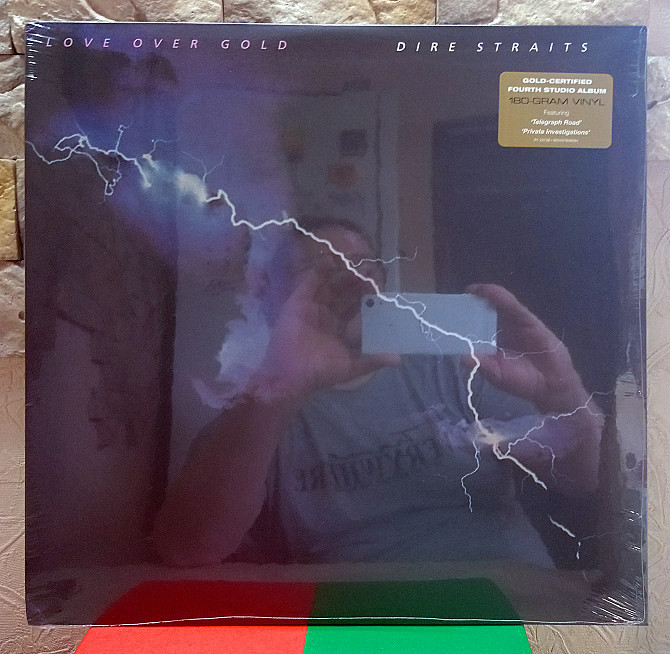 LOVE OVER GOLD
DIRE STRAITS
GOLD-CERTIFIED
FOURTH STUDIO ALBUM
180-GRAM VINYL
Featuring
'Telegraph Road'
'Private Investigations'